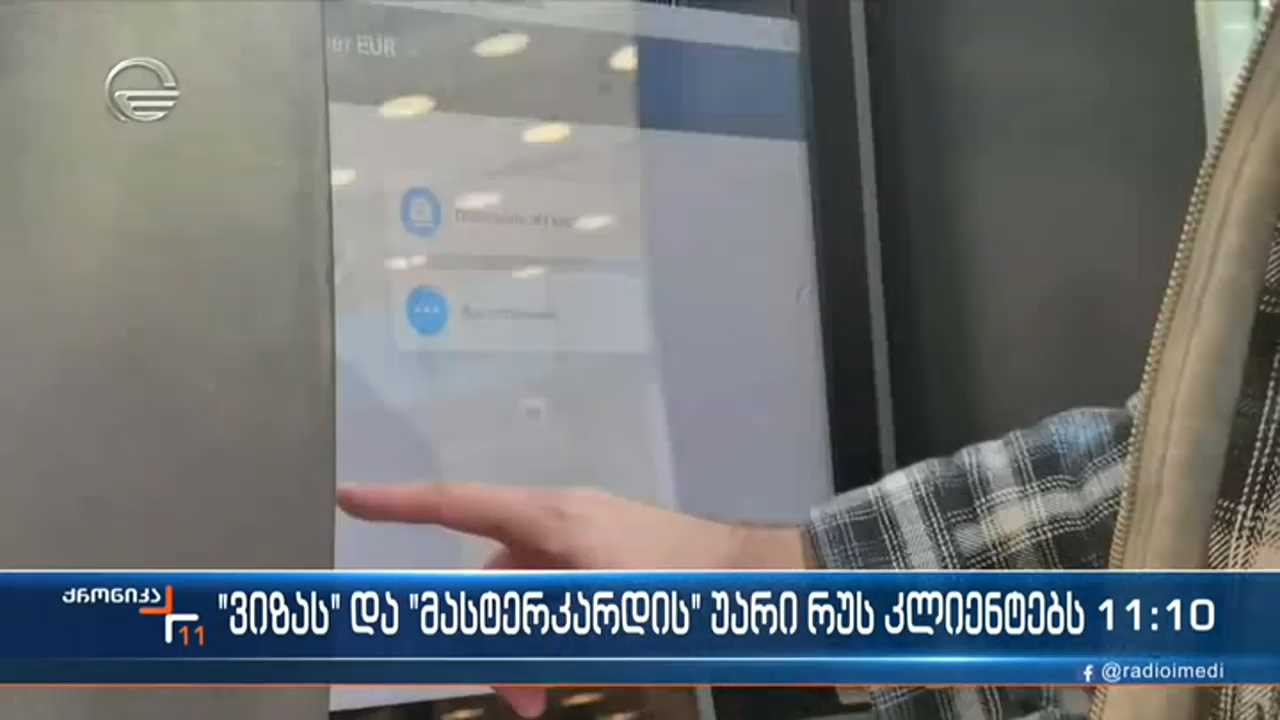 EUR
ქრონიკა
11
"ვიზას" და "მასტერკარდის" უარი რუს კლიენტებს
11:10
f @radioimedi